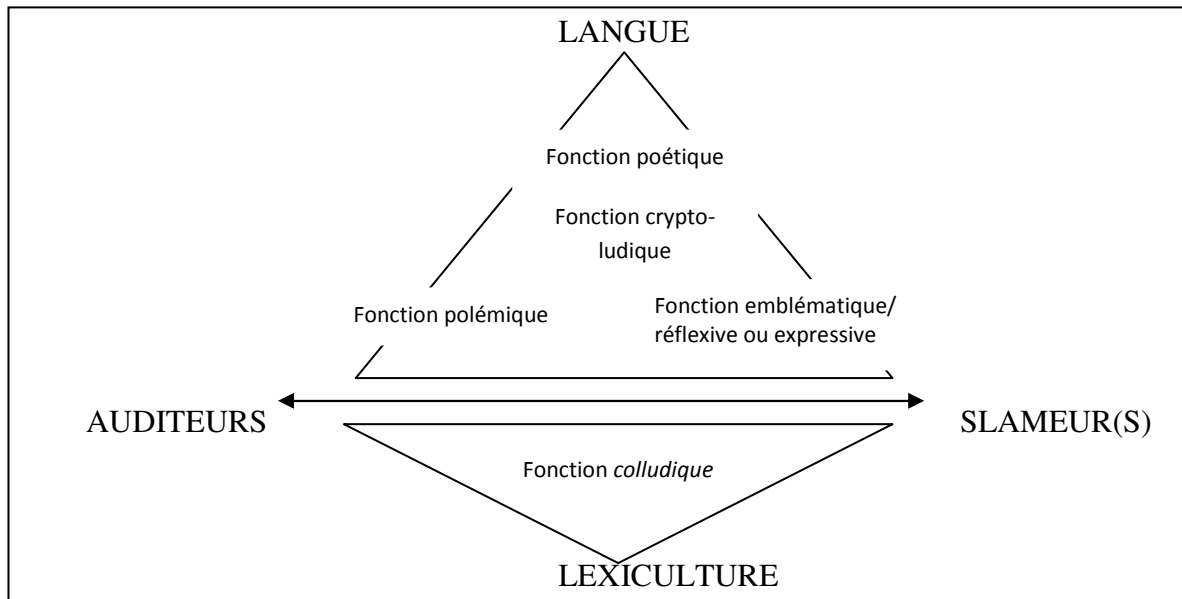 LANGUE
Fonction poétique
Fonction crypto-
ludique
Fonction polémique
Fonction emblématique/
réflexive ou expressive
AUDITEURS
SLAMEUR(S)
Fonction colludique
LEXICULTURE